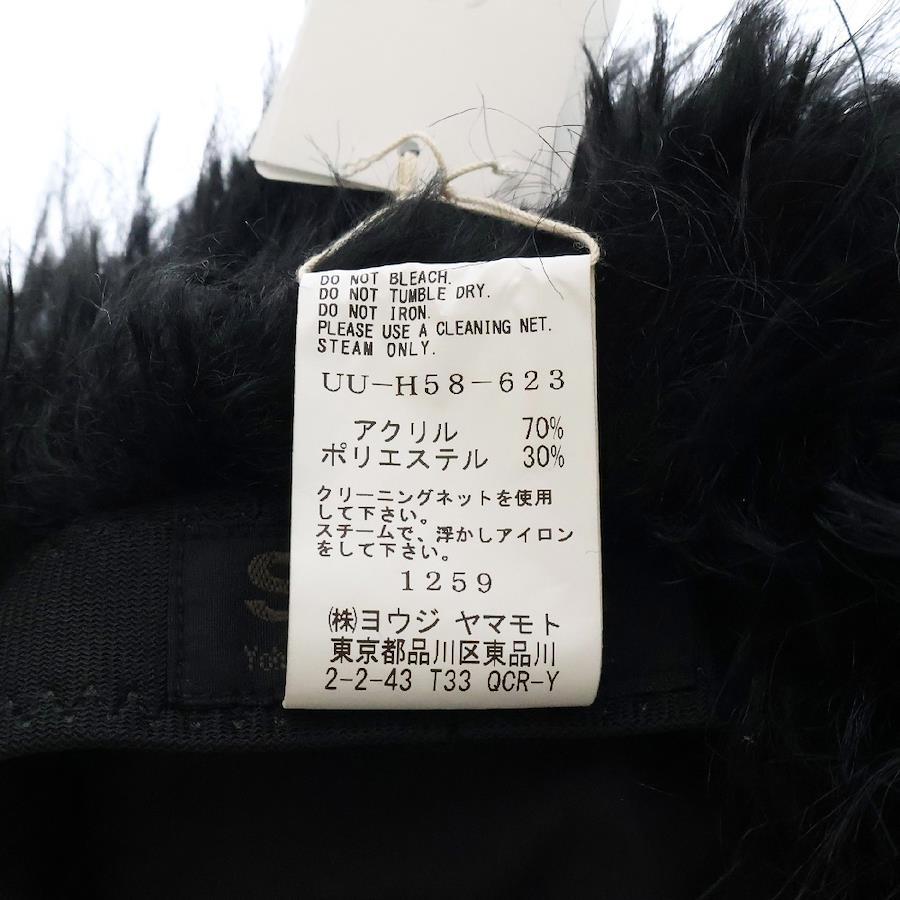 DO NOT BLEACH.
DO NOT TUMBLE DRY.
DO NOT IRON.
PLEASE USE A CLEANING NET.
STEAM ONLY.
UU-H58-623
アクリル 70%
ポリエステル 30%
クリーニングネットを使用
して下さい。
スチームで、浮かしアイロン
をして下さい。
1259
㈱ヨウジ ヤマモト
東京都品川区東品川
2-2-43 T33 QCR-Y